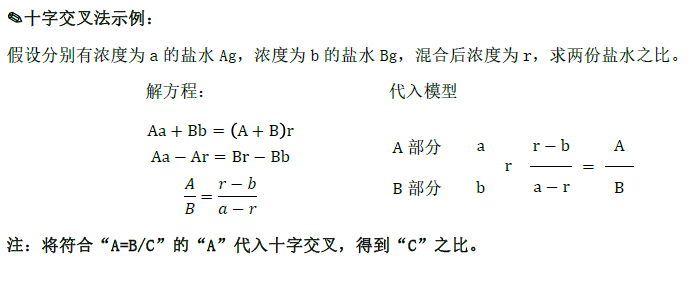 ✎十字交叉法示例：
假设分别有浓度为 a 的盐水 Ag，浓度为 b 的盐水 Bg，混合后浓度为 r，求两份盐水之比。
解方程： 代入模型
Aa + Bb = (A + B)r
Aa − Ar = Br − Bb
A/B = (r − b)/(a − r)
A 部分 a r − b A
r =
B 部分 b a − r B
注：将符合“A=B/C”的“A”代入十字交叉，得到“C”之比。